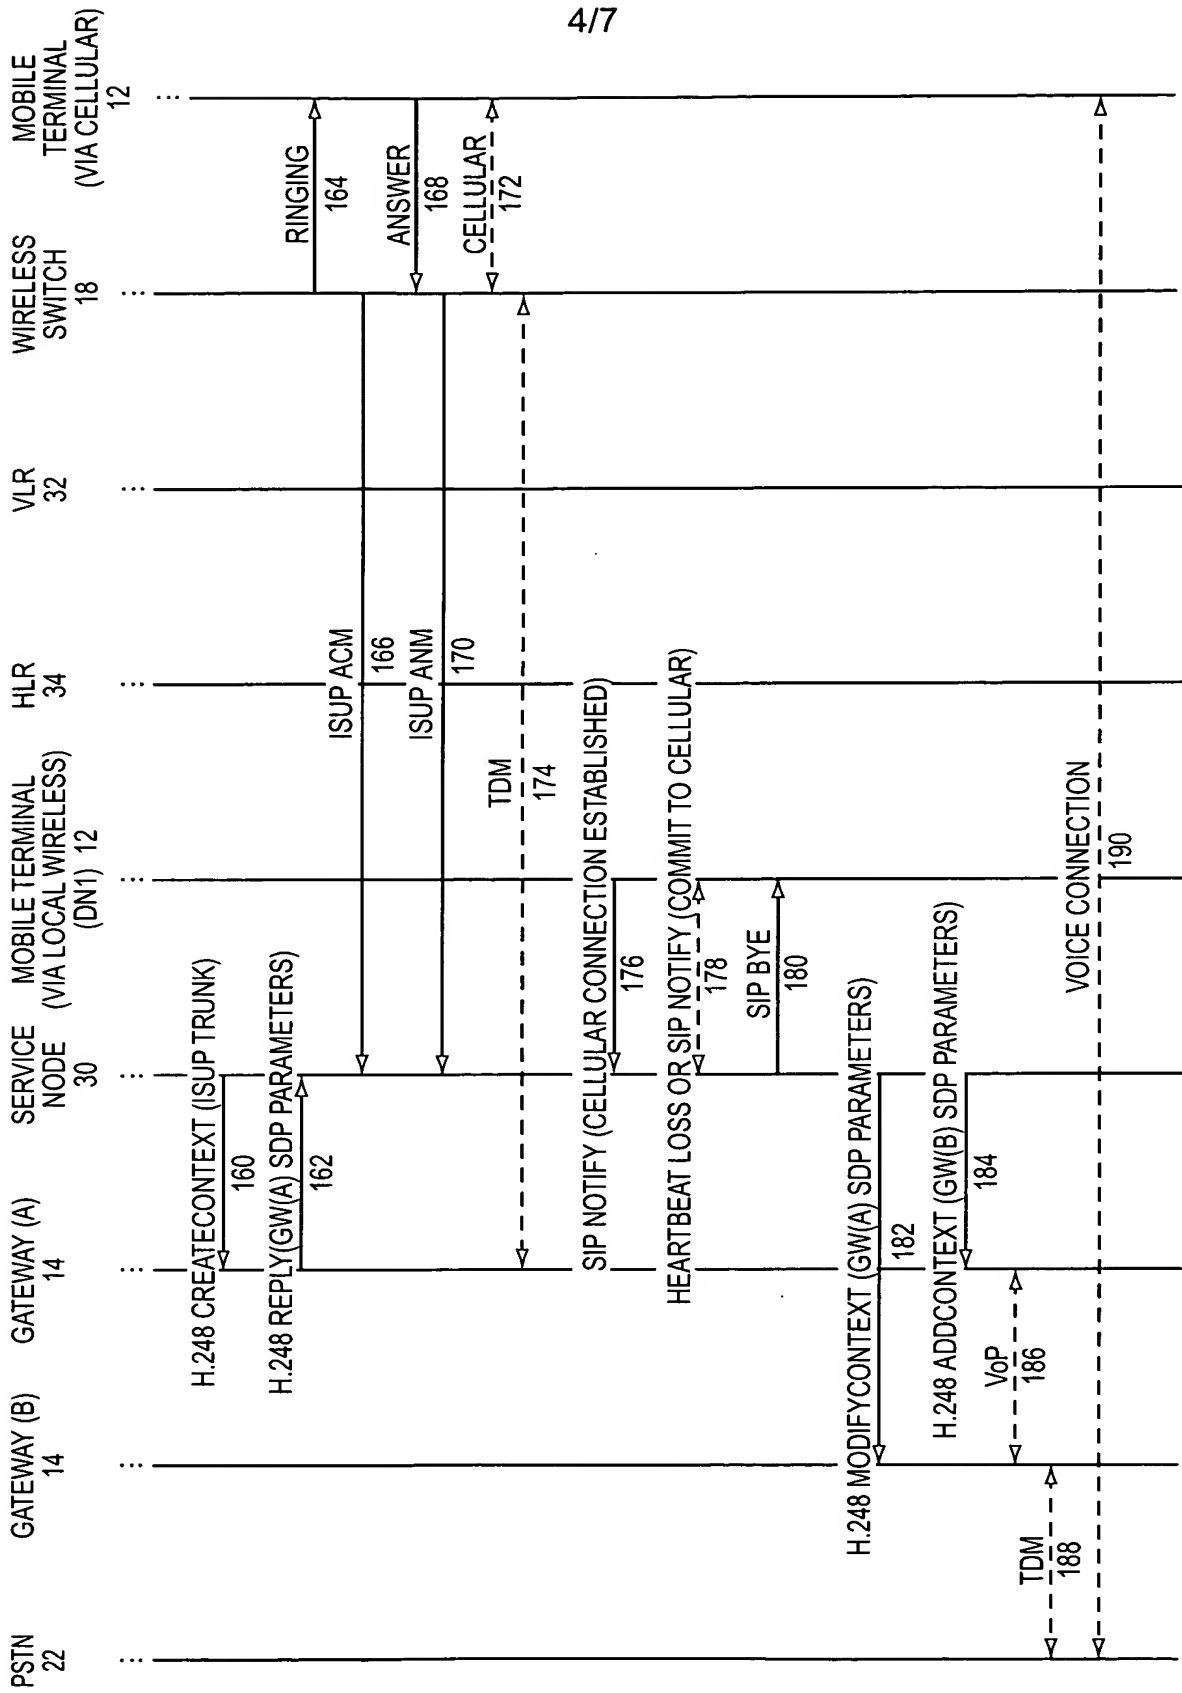 4/7
PSTN
22
GATEWAY (B)
14
GATEWAY (A)
14
SERVICE
NODE
30
MOBILE TERMINAL
(VIA LOCAL WIRELESS)
(DN1) 12
HLR
34
VLR
32
WIRELESS
SWITCH
18
MOBILE
TERMINAL
(VIA CELLULAR)
12
H.248 CREATECONTEXT (ISUP TRUNK)
160
H.248 REPLY(GW(A) SDP PARAMETERS)
162
RINGING
164
ISUP ACM
166
ANSWER
168
ISUP ANM
170
CELLULAR
172
TDM
174
SIP NOTIFY (CELLULAR CONNECTION ESTABLISHED)
176
HEARTBEAT LOSS OR SIP NOTIFY (COMMIT TO CELLULAR)
178
SIP BYE
180
H.248 MODIFYCONTEXT (GW(A) SDP PARAMETERS)
182
H.248 ADDCONTEXT (GW(B) SDP PARAMETERS)
184
VoP
186
TDM
188
VOICE CONNECTION
190